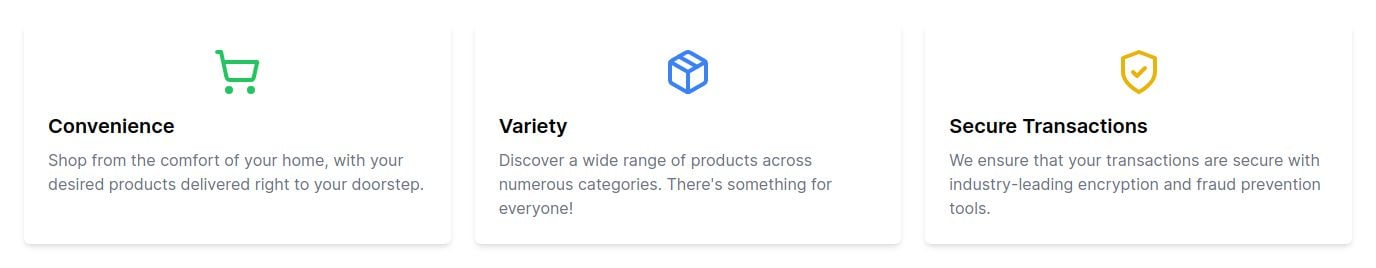 Convenience
Shop from the comfort of your home, with your
desired products delivered right to your doorstep.
Variety
Discover a wide range of products across
numerous categories. There's something for
everyone!
Secure Transactions
We ensure that your transactions are secure with
industry-leading encryption and fraud prevention
tools.